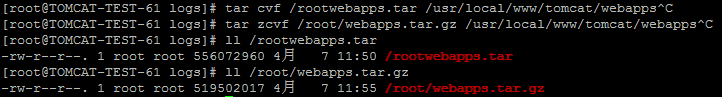 [root@TOMCAT-TEST-61 logs]# tar cvf /rootwebapps.tar /usr/local/www/tomcat/webapps^C
[root@TOMCAT-TEST-61 logs]# tar zcvf /root/webapps.tar.gz /usr/local/www/tomcat/webapps^C
[root@TOMCAT-TEST-61 logs]# ll /rootwebapps.tar
-rw-r--r--. 1 root root 556072960 4月   7 11:50 /rootwebapps.tar
[root@TOMCAT-TEST-61 logs]# ll /root/webapps.tar.gz
-rw-r--r--. 1 root root 519502017 4月   7 11:55 /root/webapps.tar.gz